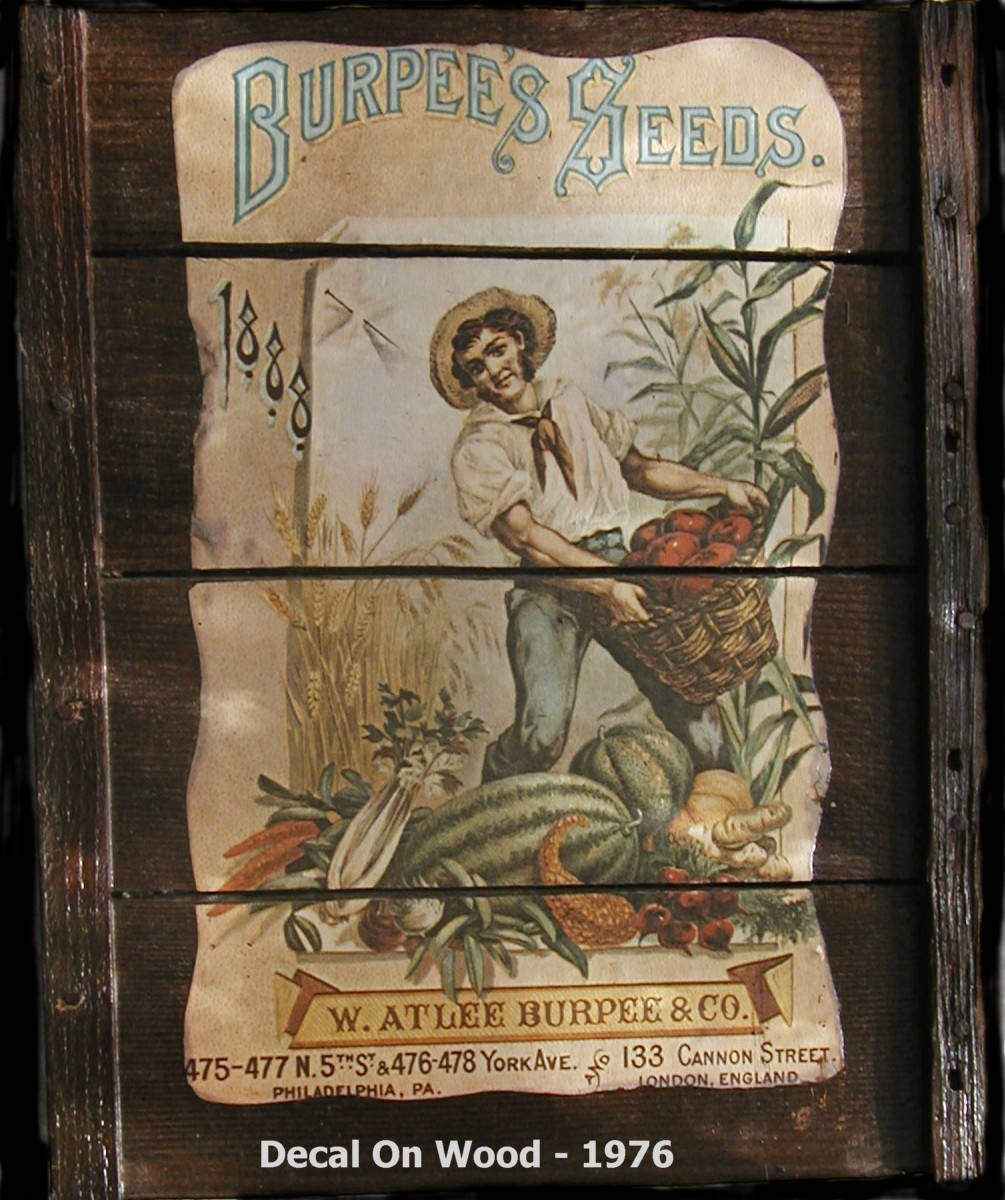 BURPEE'S SEEDS.
1888
W. ATLEE BURPEE & CO.
475-477 N. 5TH ST & 476-478 YORK AVE. AND 133 CANNON STREET.
PHILADELPHIA, PA. LONDON, ENGLAND
Decal On Wood - 1976